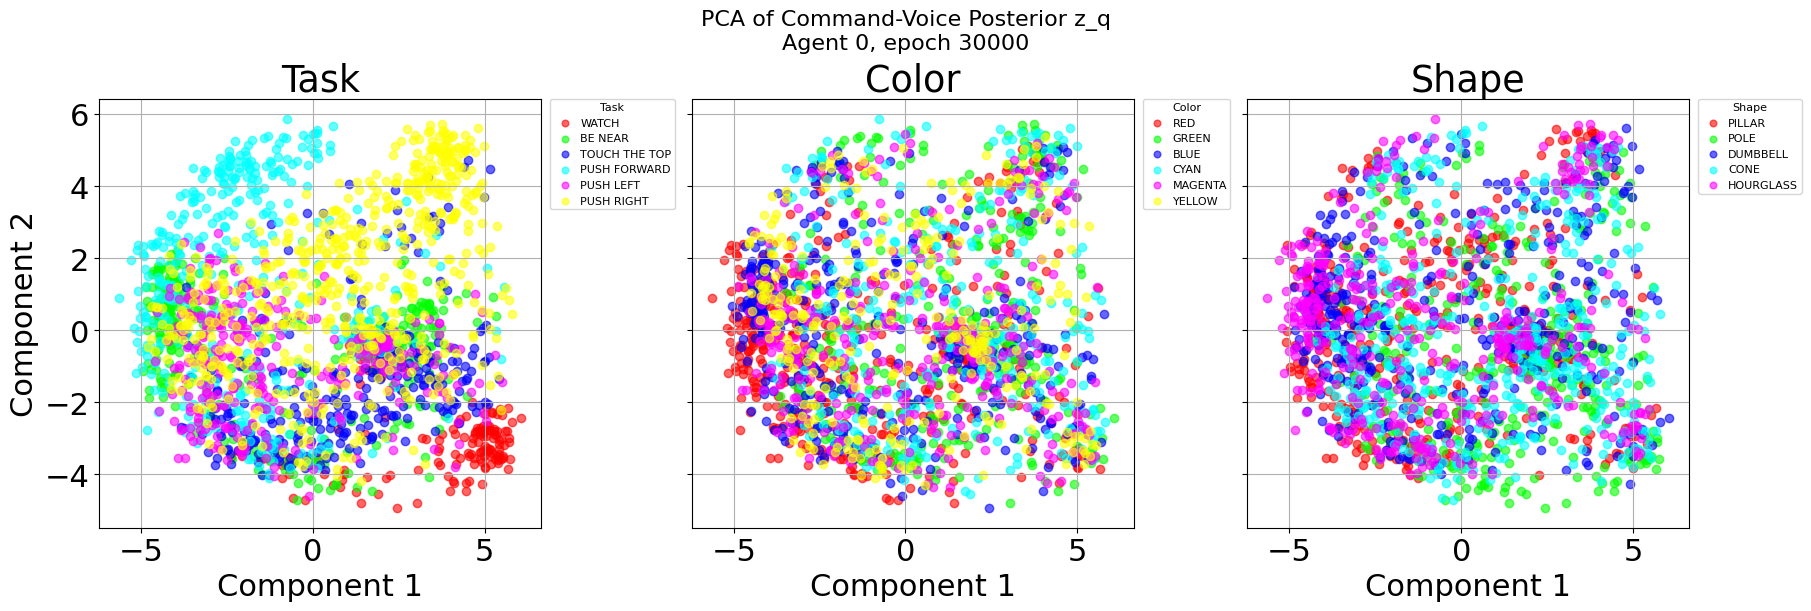 PCA of Command-Voice Posterior z_q
Agent 0, epoch 30000
Task
Component 2
6
4
2
0
−2
−4
−5
0
5
Component 1
Task
WATCH
BE NEAR
TOUCH THE TOP
PUSH FORWARD
PUSH LEFT
PUSH RIGHT
Color
−5
0
5
Component 1
Color
RED
GREEN
BLUE
CYAN
MAGENTA
YELLOW
Shape
−5
0
5
Component 1
Shape
PILLAR
POLE
DUMBBELL
CONE
HOURGLASS